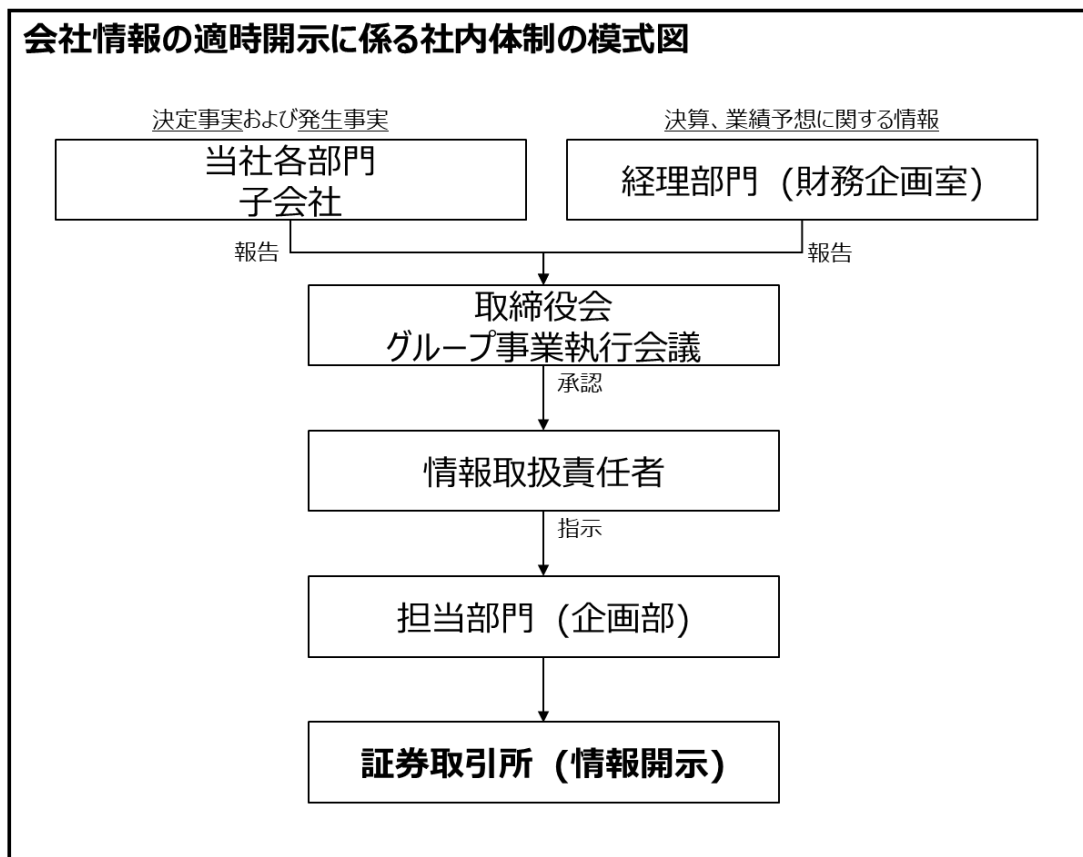 会社情報の適時開示に係る社内体制の模式図
決定事実および発生事実
決算、業績予想に関する情報
当社各部門
子会社
経理部門 (財務企画室)
報告
報告
取締役会
グループ事業執行会議
承認
情報取扱責任者
指示
担当部門 (企画部)
証券取引所 (情報開示)